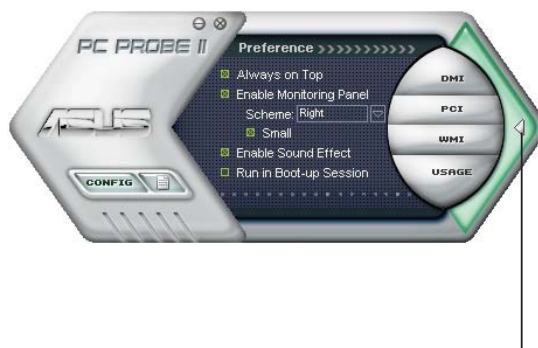 PC PROBE II
Preference
Always on Top
Enable Monitoring Panel
Scheme: Right
Small
Enable Sound Effect
Run in Boot-up Session
ASUS
CONFIG
DMI
PCI
WMI
USAGE